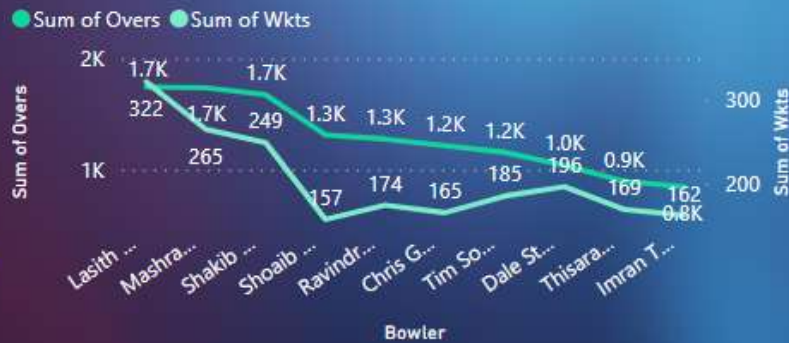 Sum of Overs Sum of Wkts
2K
1.7K 1.7K
300
322 1.7K 249 1.3K 1.3K 1.2K 1.2K 1.0K 0.9K
265 157 174 165 185 196 169 162
1K 200
0.8K
Sum of Overs
Sum of Wkts
Lasith ...
Mashra...
Shakib ...
Shoaib ...
Ravindr...
Chris G...
Tim So...
Dale St...
Thisara...
Imran T...
Bowler